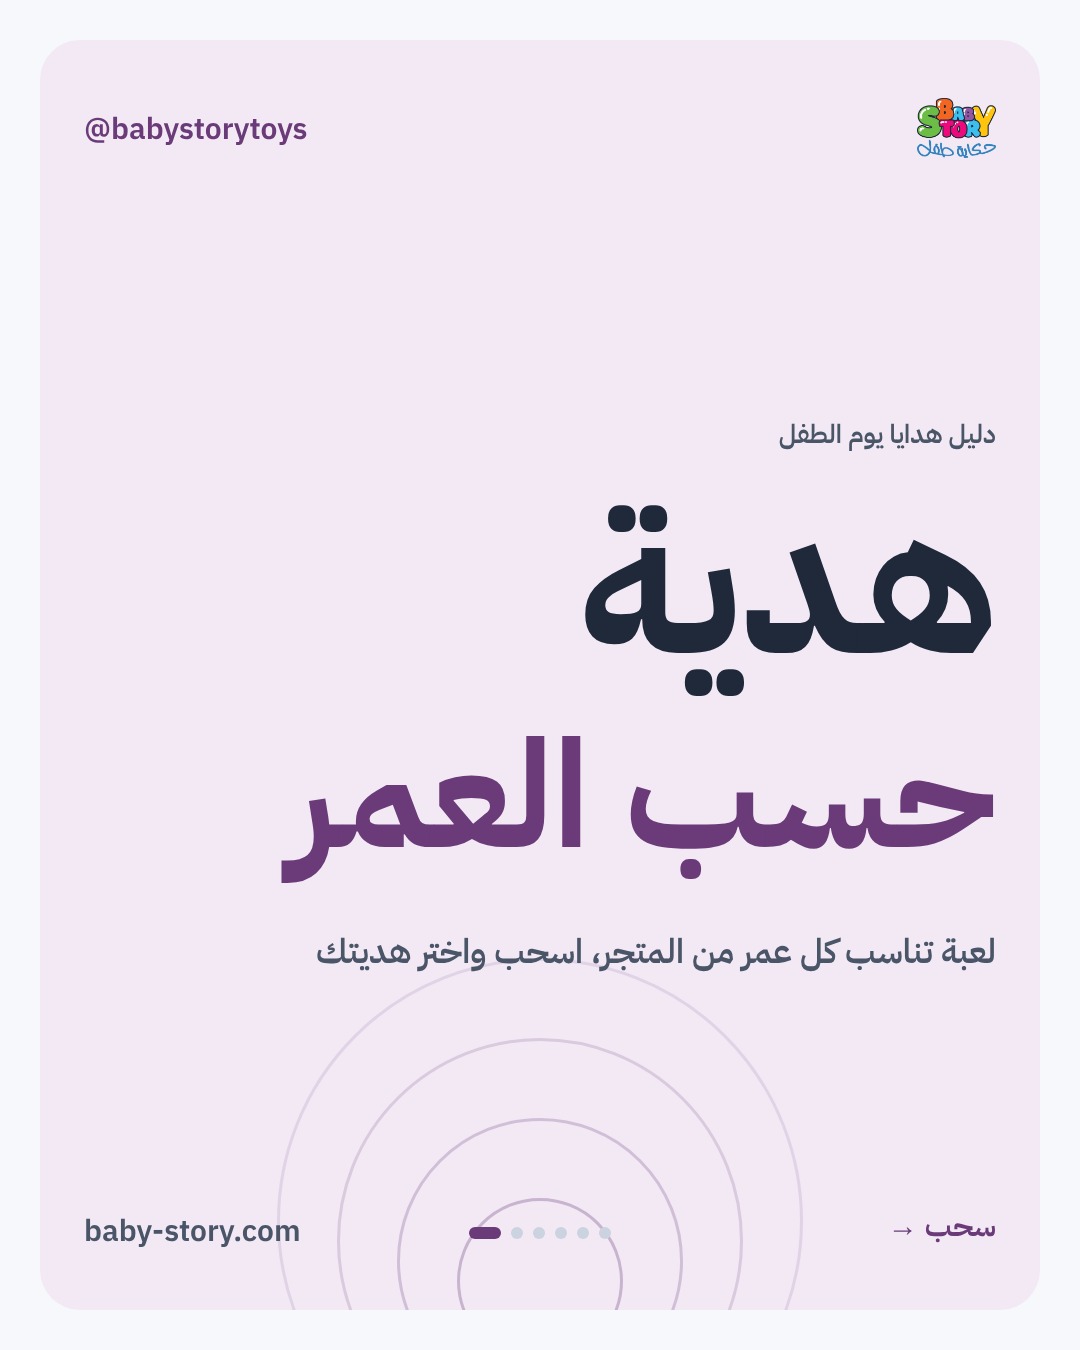 @babystorytoys
BABY STORY
حكاية طفل
دليل هدايا يوم الطفل
هدية
حسب العمر
لعبة تناسب كل عمر من المتجر، اسحب واختر هديتك
baby-story.com
سحب →